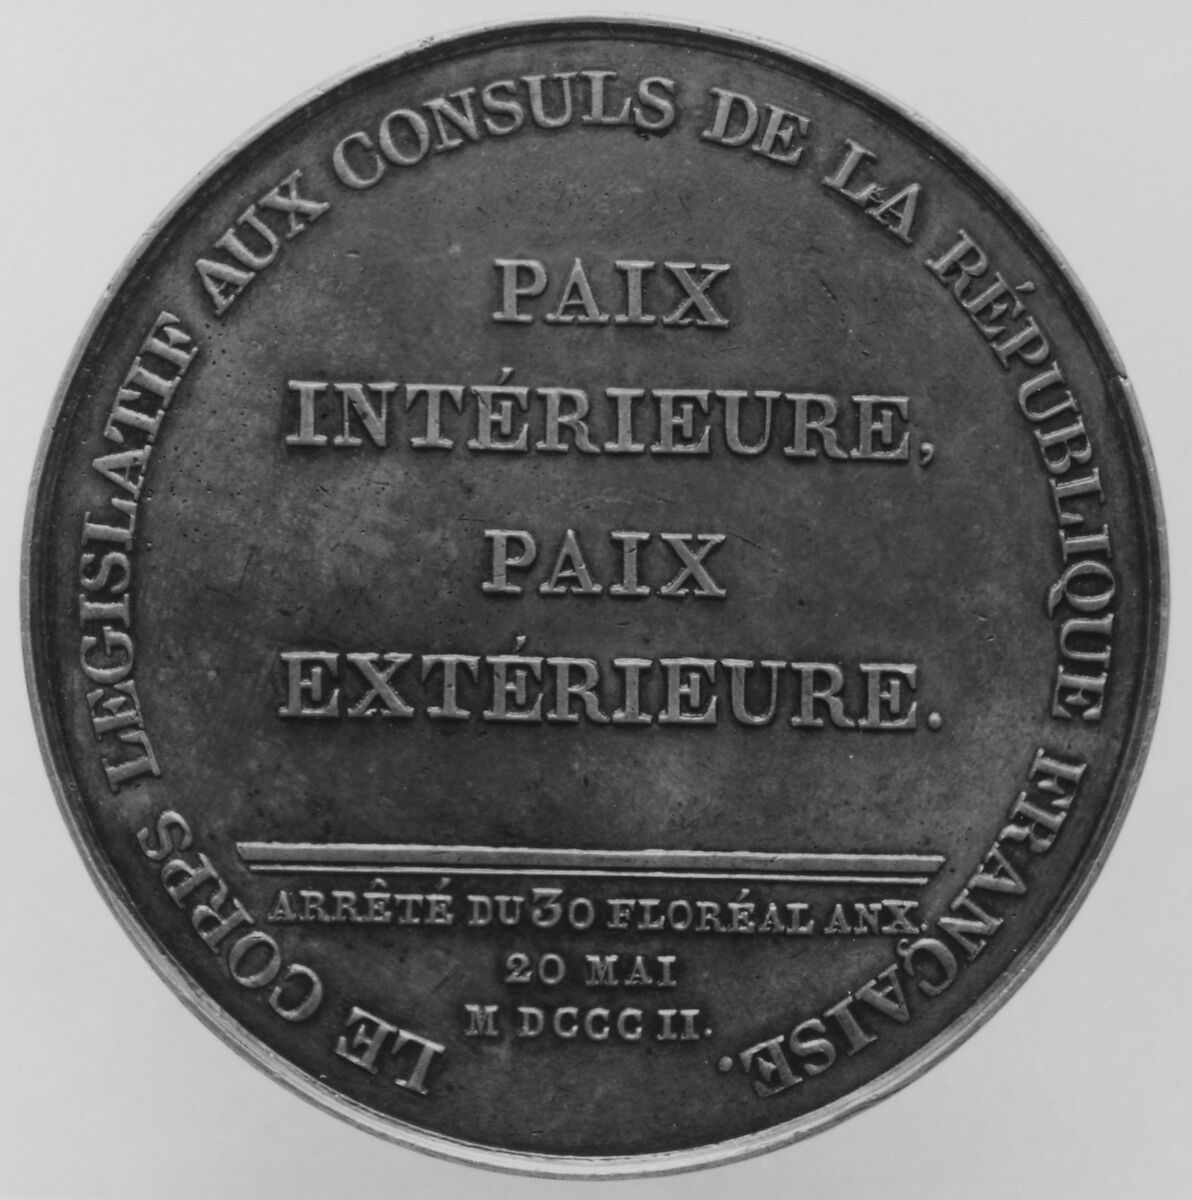 LE CORPS LEGISLATIF AUX CONSULS DE LA RÉPUBLIQUE FRANÇAISE.
PAIX
INTÉRIEURE,
PAIX
EXTÉRIEURE.
ARRÊTÉ DU 30 FLORÉAL AN X.
20 MAI
M DCCC II.